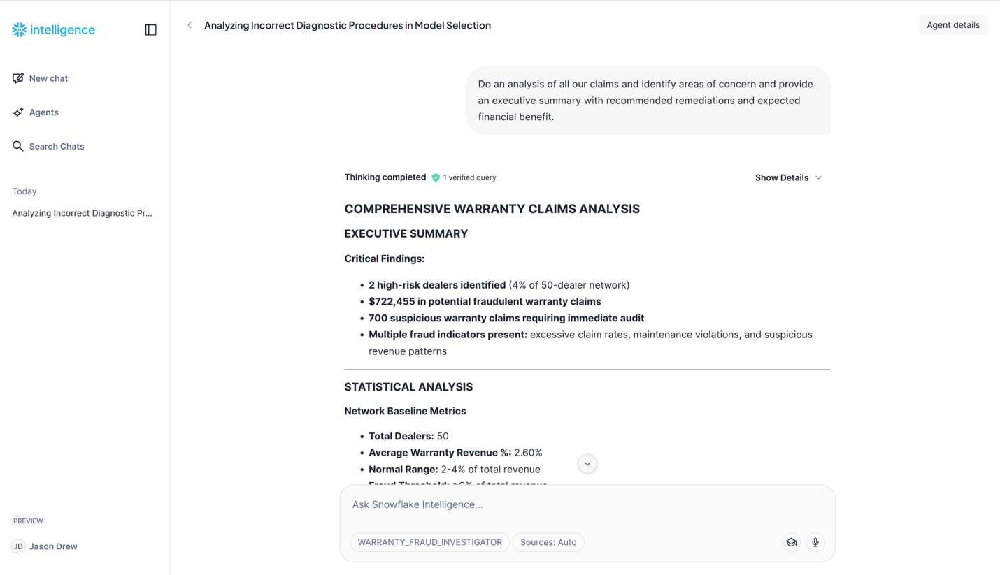 intelligence
New chat
Agents
Search Chats
Today
Analyzing Incorrect Diagnostic Pr...
PREVIEW
JD Jason Drew
Analyzing Incorrect Diagnostic Procedures in Model Selection
Agent details
Do an analysis of all our claims and identify areas of concern and provide
an executive summary with recommended remediations and expected
financial benefit.
Thinking completed 1 verified query
Show Details
COMPREHENSIVE WARRANTY CLAIMS ANALYSIS
EXECUTIVE SUMMARY
Critical Findings:
• 2 high-risk dealers identified (4% of 50-dealer network)
• $722,455 in potential fraudulent warranty claims
• 700 suspicious warranty claims requiring immediate audit
• Multiple fraud indicators present: excessive claim rates, maintenance violations, and suspicious
revenue patterns
STATISTICAL ANALYSIS
Network Baseline Metrics
• Total Dealers: 50
• Average Warranty Revenue %: 2.60%
• Normal Range: 2-4% of total revenue
Fraud Threshold: >6% of total revenue
Ask Snowflake Intelligence...
WARRANTY_FRAUD_INVESTIGATOR
Sources: Auto